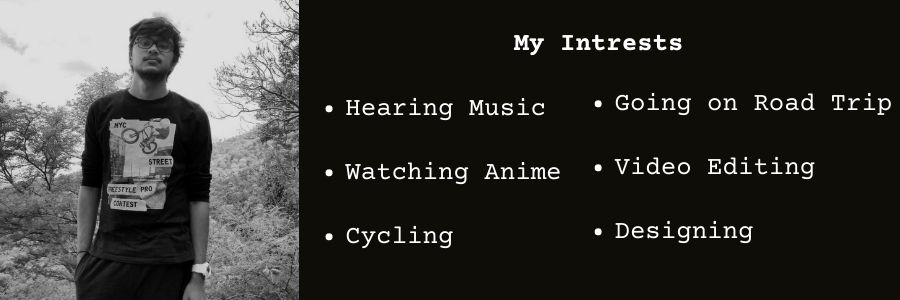 NYC
STREET
FREESTYLE PRO
CONTEST
My Intrests
• Hearing Music
• Watching Anime
• Cycling
• Going on Road Trip
• Video Editing
• Designing